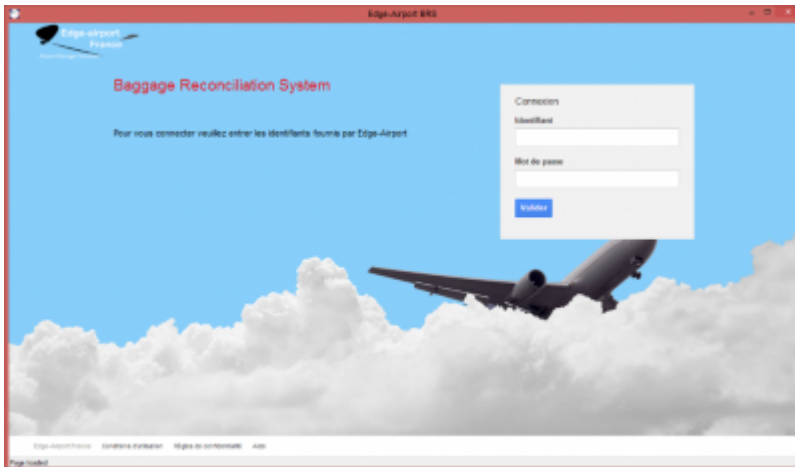 Edge-Airport BRS
Edge-airport
France
Baggage Reconciliation System
Pour vous connecter veuillez entrer les identifiants fournis par Edge-Airport
Connexion
Identifiant
Mot de passe
Valider
Edge-Airport France Conditions d'utilisation Règles de confidentialité Aide
Page loaded